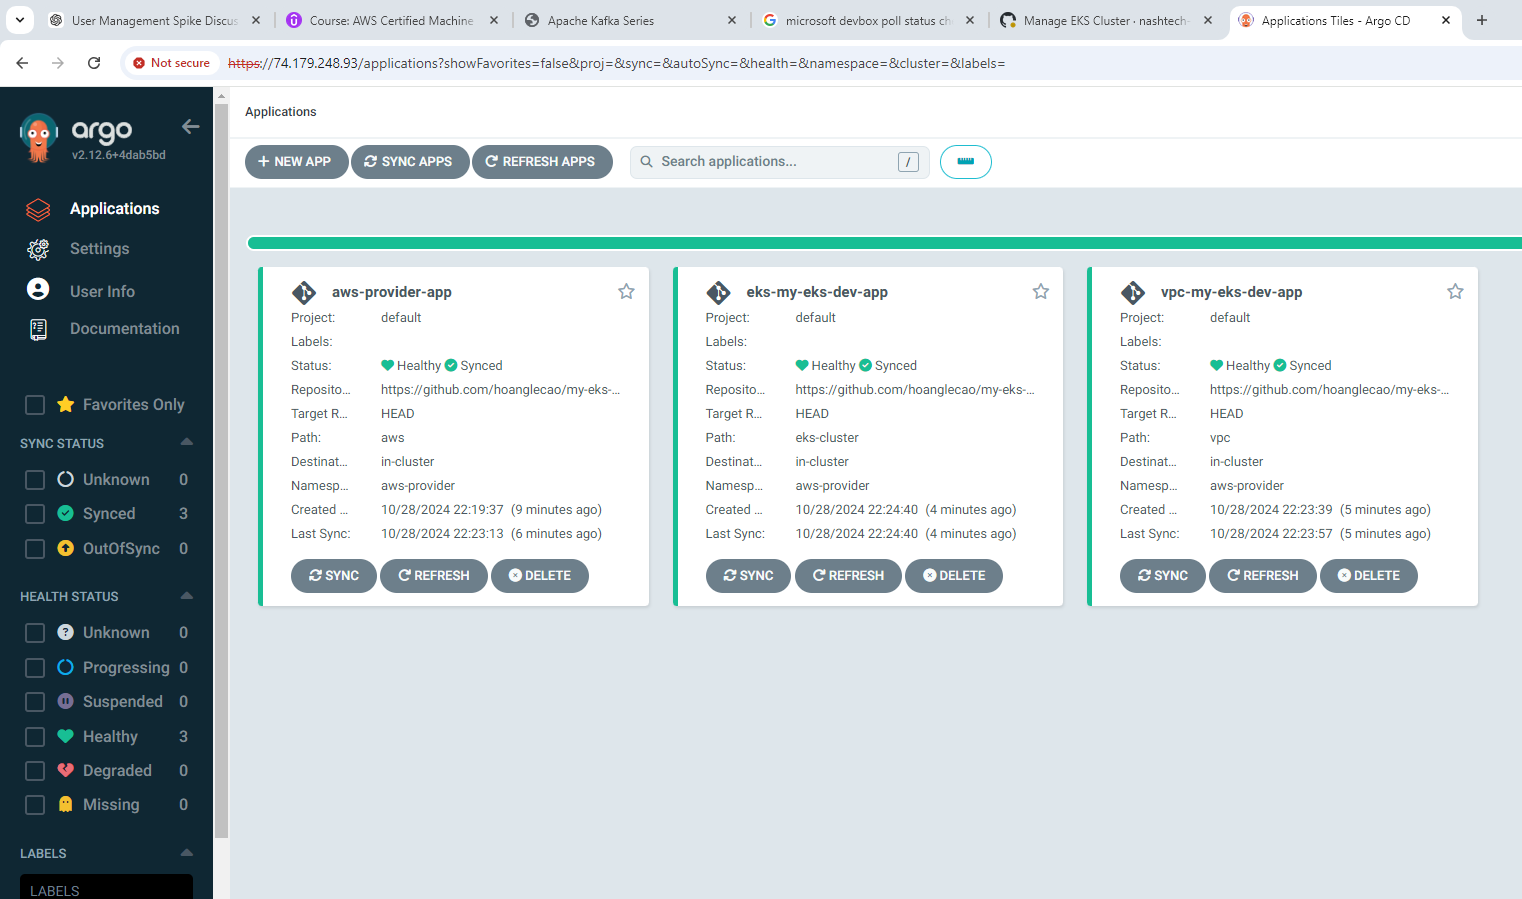 User Management Spike Discus
Course: AWS Certified Machine
Apache Kafka Series
microsoft devbox poll status ch
Manage EKS Cluster · nashtech-
Applications Tiles - Argo CD
Not secure
https://74.179.248.93/applications?showFavorites=false&proj=&sync=&autoSync=&health=&namespace=&cluster=&labels=
argo
v2.12.6+4dab5bd
Applications
Settings
User Info
Documentation
Favorites Only
SYNC STATUS
Unknown 0
Synced 3
OutOfSync 0
HEALTH STATUS
Unknown 0
Progressing 0
Suspended 0
Healthy 3
Degraded 0
Missing 0
LABELS
LABELS
Applications
NEW APP
SYNC APPS
REFRESH APPS
Search applications...
/
aws-provider-app
Project: default
Labels:
Status: Healthy Synced
Reposito... https://github.com/hoanglecao/my-eks-...
Target R... HEAD
Path: aws
Destinat... in-cluster
Namesp... aws-provider
Created ... 10/28/2024 22:19:37 (9 minutes ago)
Last Sync: 10/28/2024 22:23:13 (6 minutes ago)
SYNC REFRESH DELETE
eks-my-eks-dev-app
Project: default
Labels:
Status: Healthy Synced
Reposito... https://github.com/hoanglecao/my-eks-...
Target R... HEAD
Path: eks-cluster
Destinat... in-cluster
Namesp... aws-provider
Created ... 10/28/2024 22:24:40 (4 minutes ago)
Last Sync: 10/28/2024 22:24:40 (4 minutes ago)
SYNC REFRESH DELETE
vpc-my-eks-dev-app
Project: default
Labels:
Status: Healthy Synced
Reposito... https://github.com/hoanglecao/my-eks-...
Target R... HEAD
Path: vpc
Destinat... in-cluster
Namesp... aws-provider
Created ... 10/28/2024 22:23:39 (5 minutes ago)
Last Sync: 10/28/2024 22:23:57 (5 minutes ago)
SYNC REFRESH DELETE